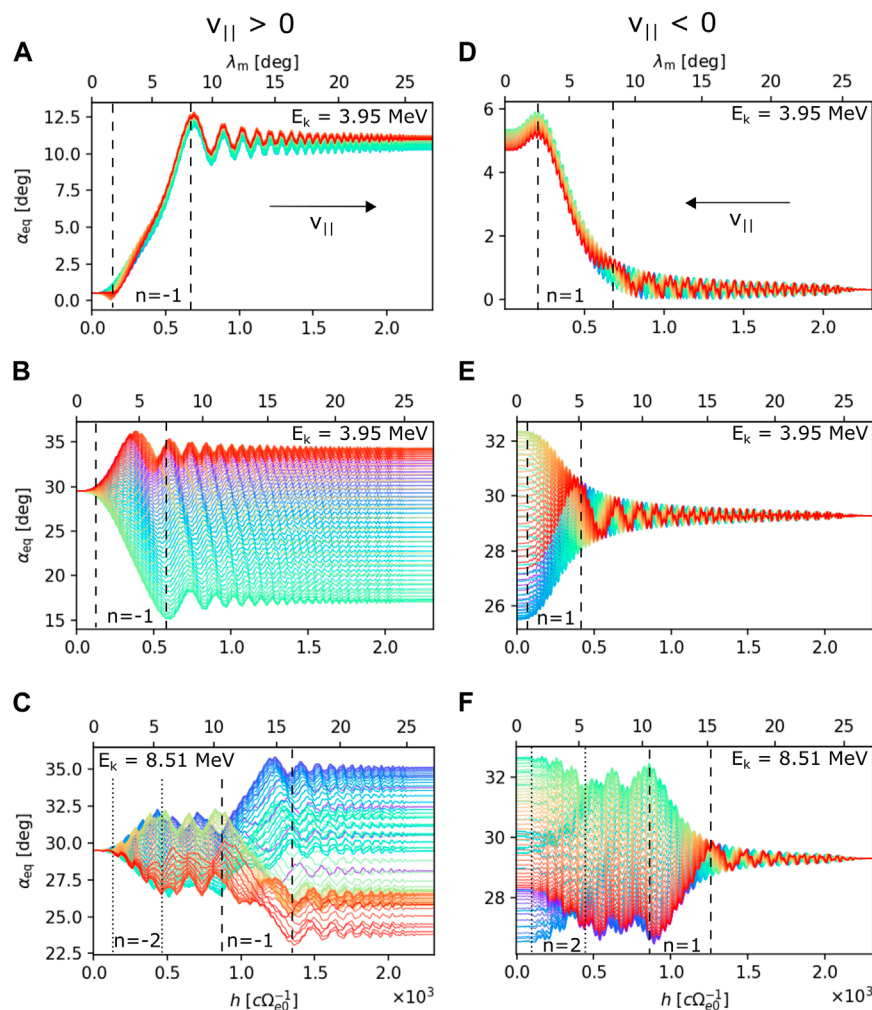 v|| > 0
v|| < 0
A
λm [deg]
0 5 10 15 20 25
Ek = 3.95 MeV
αeq [deg]
12.5
10.0
7.5
5.0
2.5
0.0
v||
n=-1
0.0 0.5 1.0 1.5 2.0
D
λm [deg]
0 5 10 15 20 25
Ek = 3.95 MeV
6
4
2
0
v||
n=1
0.0 0.5 1.0 1.5 2.0
B
0 5 10 15 20 25
Ek = 3.95 MeV
αeq [deg]
35
30
25
20
15
n=-1
0.0 0.5 1.0 1.5 2.0
E
0 5 10 15 20 25
Ek = 3.95 MeV
32
30
28
26
n=1
0.0 0.5 1.0 1.5 2.0
C
0 5 10 15 20 25
Ek = 8.51 MeV
αeq [deg]
35.0
32.5
30.0
27.5
25.0
22.5
n=-2
n=-1
0.0 0.5 1.0 1.5 2.0
h [cΩe0⁻¹]
×10³
F
0 5 10 15 20 25
Ek = 8.51 MeV
32
30
28
n=2
n=1
0.0 0.5 1.0 1.5 2.0
h [cΩe0⁻¹]
×10³